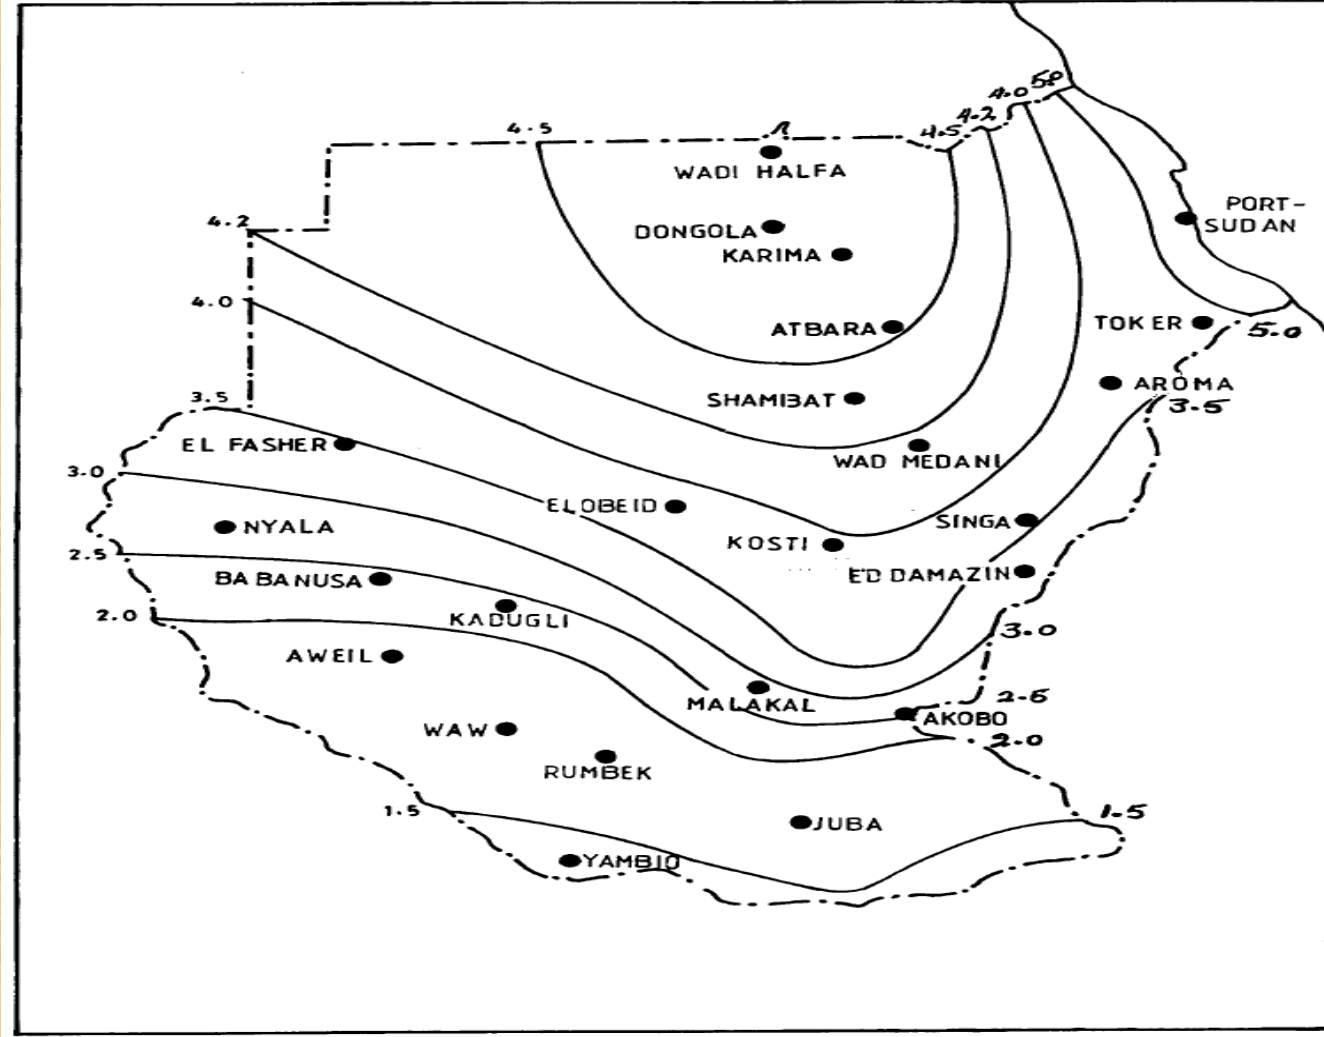 5.0
4.0
4.2
4.5
4.5
WADI HALFA
PORT-
SUDAN
4.2
DONGOLA
KARIMA
4.0
ATBARA
TOKER
5.0
AROMA
3.5
SHAMBAT
3.5
EL FASHER
WAD MEDANI
3.0
ELOBEID
SINGA
NYALA
KOSTI
2.5
BABANUSA
ED DAMAZIN
2.0
KADUGLI
3.0
AWEIL
MALAKAL
2.5
AKOBO
WAW
2.0
RUMBEK
1.5
JUBA
1.5
YAMBIO